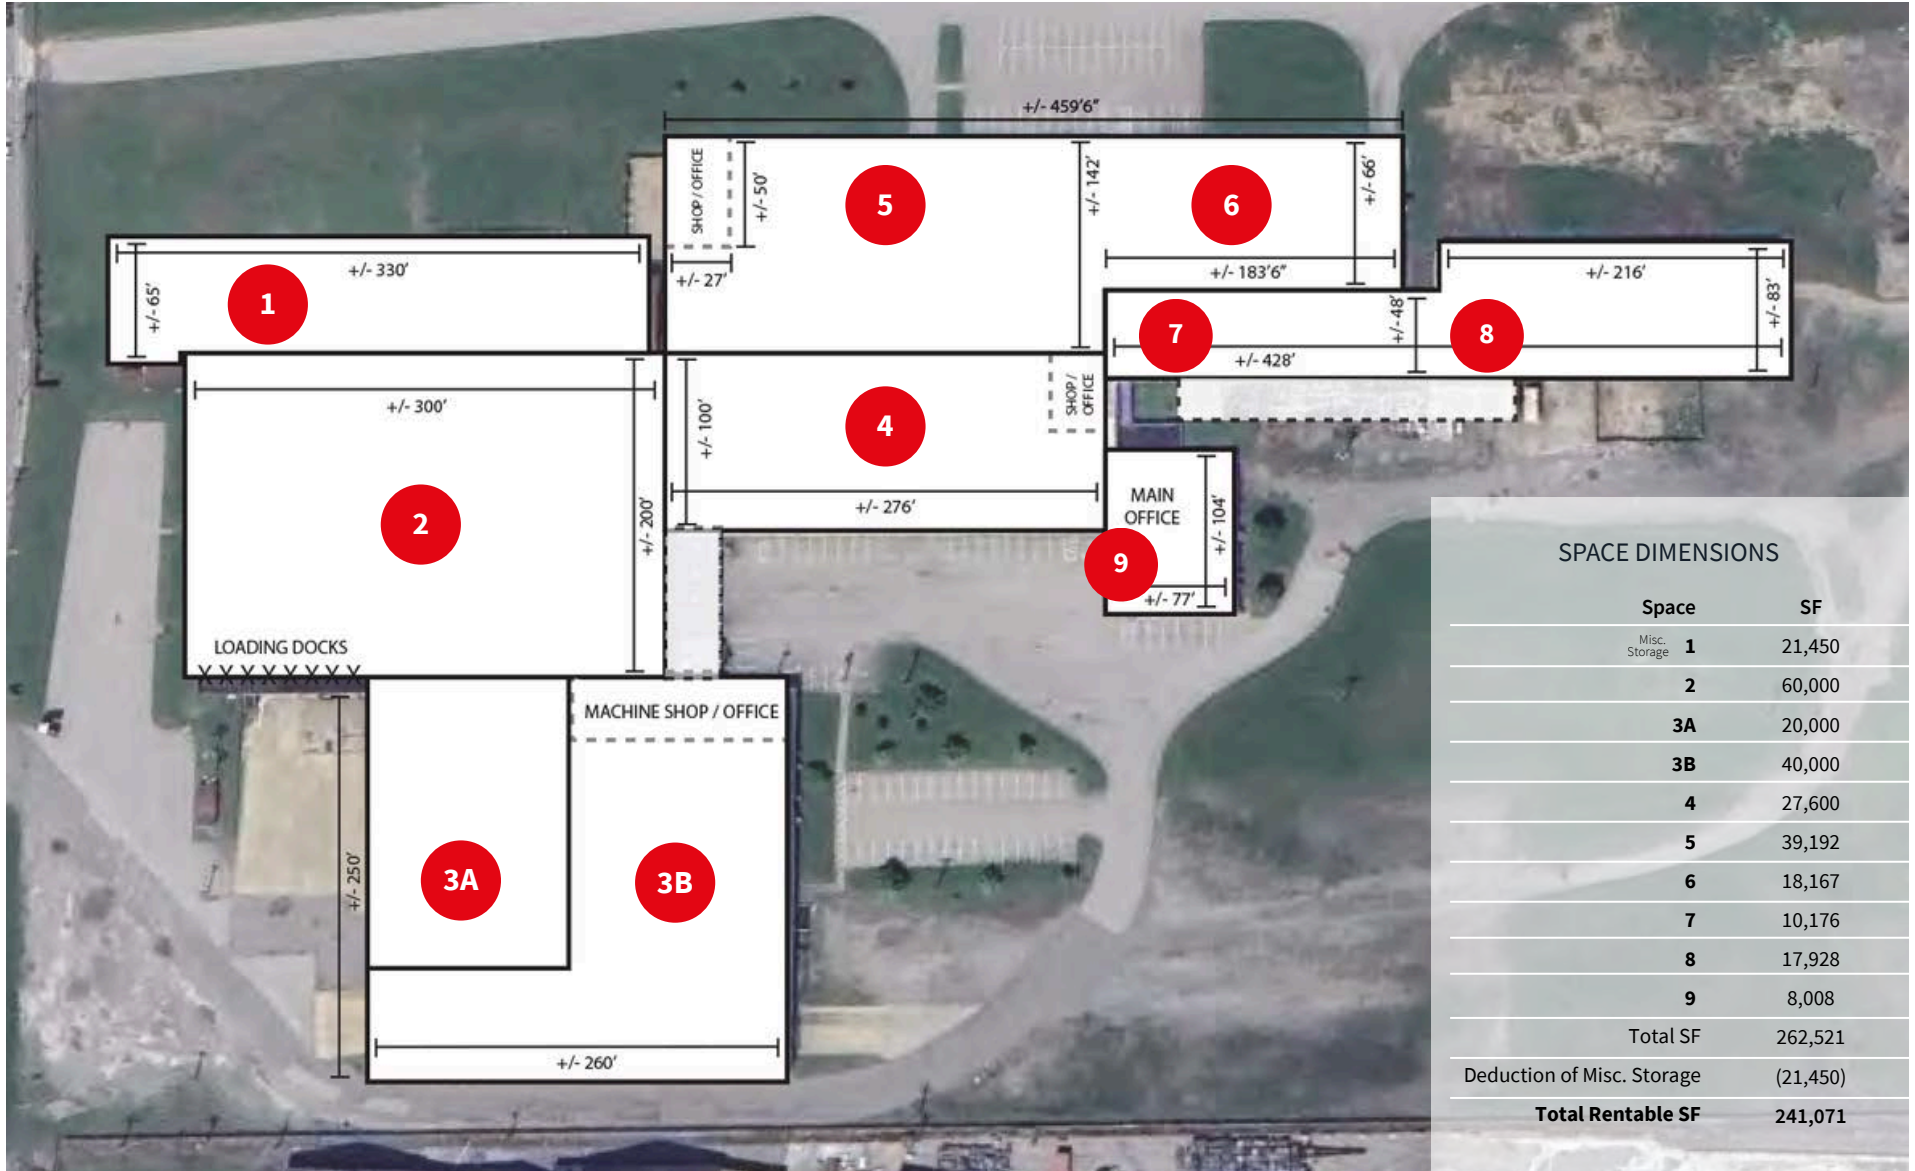 +/- 459'6"
SHOP / OFFICE
+/- 50'
5
+/- 142'
6
+/- 66'
+/- 27'
+/- 183'6"
+/- 330'
+/- 65'
1
+/- 216'
+/- 83'
7
+/- 48'
8
+/- 428'
+/- 300'
+/- 100'
4
SHOP /
OFFICE
2
+/- 200'
+/- 276'
MAIN
OFFICE
+/- 104'
9
+/- 77'
LOADING DOCKS
X X X X X X X X
MACHINE SHOP / OFFICE
+/- 250'
3A
3B
+/- 260'
SPACE DIMENSIONS
Space SF
Misc.
Storage 1 21,450
2 60,000
3A 20,000
3B 40,000
4 27,600
5 39,192
6 18,167
7 10,176
8 17,928
9 8,008
Total SF 262,521
Deduction of Misc. Storage (21,450)
Total Rentable SF 241,071